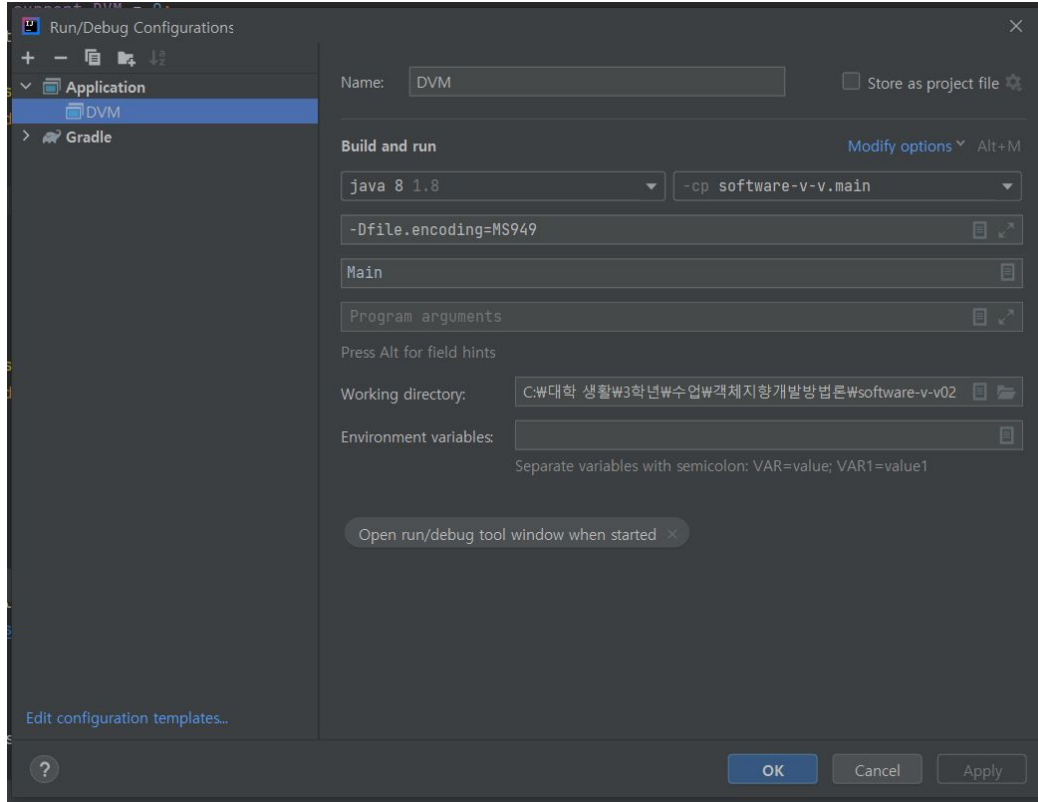 support DVM = 0;
Run/Debug Configurations
Application
DVM
Gradle
Edit configuration templates...
Name: DVM Store as project file
Build and run Modify options Alt+M
java 8 1.8 -cp software-v-v.main
-Dfile.encoding=MS949
Main
Program arguments
Press Alt for field hints
Working directory: C:₩대학 생활₩3학년₩수업₩객체지향개발방법론₩software-v-v02
Environment variables:
Separate variables with semicolon: VAR=value; VAR1=value1
Open run/debug tool window when started
? OK Cancel Apply